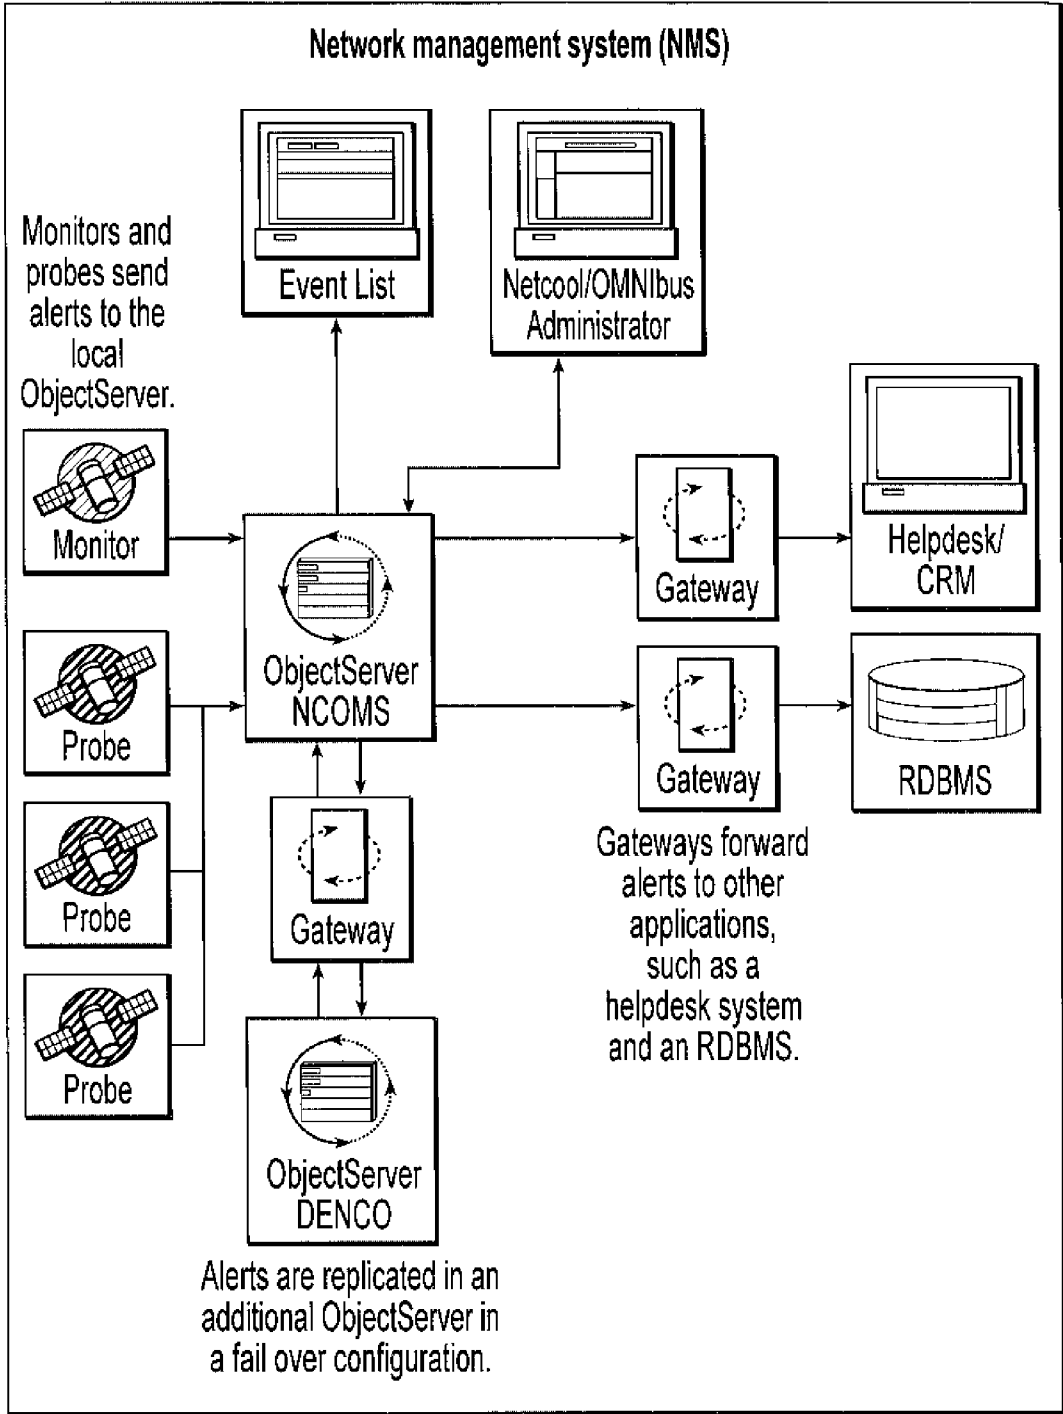 Network management system (NMS)
Monitors and
probes send
alerts to the
local
ObjectServer.
Event List
Netcool/OMNIbus
Administrator
Monitor
ObjectServer
NCOMS
Gateway
Helpdesk/
CRM
Probe
Gateway
RDBMS
Probe
Gateway
Gateways forward
alerts to other
applications,
such as a
helpdesk system
and an RDBMS.
Probe
ObjectServer
DENCO
Alerts are replicated in an
additional ObjectServer in
a fail over configuration.